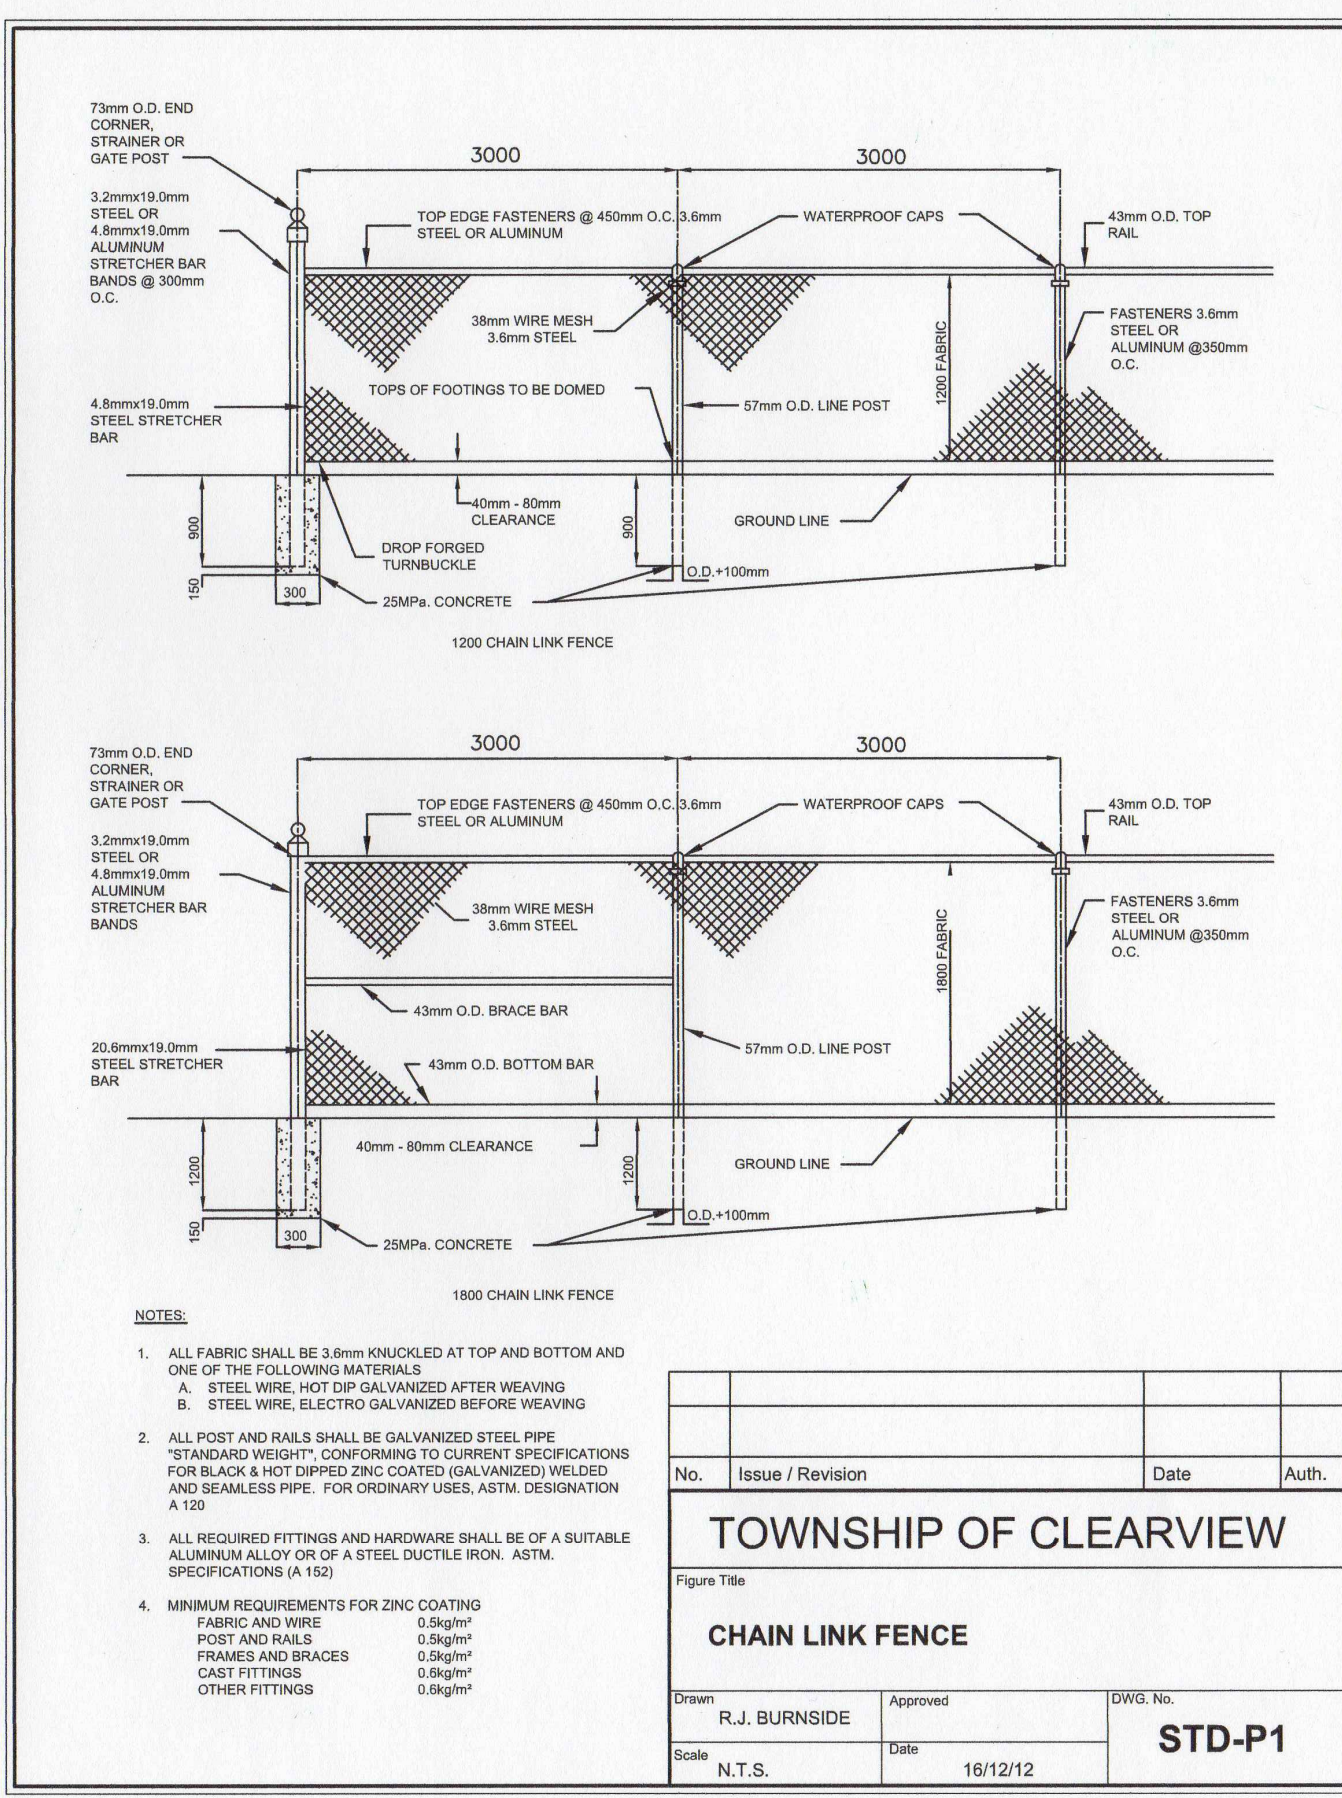 73mm O.D. END
CORNER,
STRAINER OR
GATE POST
3.2mmx19.0mm
STEEL OR
4.8mmx19.0mm
ALUMINUM
STRETCHER BAR
BANDS @ 300mm
O.C.
3000
3000
TOP EDGE FASTENERS @ 450mm O.C. 3.6mm
STEEL OR ALUMINUM
WATERPROOF CAPS
43mm O.D. TOP
RAIL
38mm WIRE MESH
3.6mm STEEL
1200 FABRIC
FASTENERS 3.6mm
STEEL OR
ALUMINUM @350mm
O.C.
TOPS OF FOOTINGS TO BE DOMED
4.8mmx19.0mm
STEEL STRETCHER
BAR
57mm O.D. LINE POST
40mm - 80mm
CLEARANCE
900
900
GROUND LINE
DROP FORGED
TURNBUCKLE
O.D.+100mm
150
300
25MPa. CONCRETE
1200 CHAIN LINK FENCE
73mm O.D. END
CORNER,
STRAINER OR
GATE POST
3.2mmx19.0mm
STEEL OR
4.8mmx19.0mm
ALUMINUM
STRETCHER BAR
BANDS
3000
3000
TOP EDGE FASTENERS @ 450mm O.C. 3.6mm
STEEL OR ALUMINUM
WATERPROOF CAPS
43mm O.D. TOP
RAIL
38mm WIRE MESH
3.6mm STEEL
1800 FABRIC
FASTENERS 3.6mm
STEEL OR
ALUMINUM @350mm
O.C.
43mm O.D. BRACE BAR
20.6mmx19.0mm
STEEL STRETCHER
BAR
43mm O.D. BOTTOM BAR
57mm O.D. LINE POST
40mm - 80mm CLEARANCE
1200
1200
GROUND LINE
O.D.+100mm
150
300
25MPa. CONCRETE
1800 CHAIN LINK FENCE
NOTES:
1. ALL FABRIC SHALL BE 3.6mm KNUCKLED AT TOP AND BOTTOM AND
ONE OF THE FOLLOWING MATERIALS
A. STEEL WIRE, HOT DIP GALVANIZED AFTER WEAVING
B. STEEL WIRE, ELECTRO GALVANIZED BEFORE WEAVING
2. ALL POST AND RAILS SHALL BE GALVANIZED STEEL PIPE
"STANDARD WEIGHT", CONFORMING TO CURRENT SPECIFICATIONS
FOR BLACK & HOT DIPPED ZINC COATED (GALVANIZED) WELDED
AND SEAMLESS PIPE. FOR ORDINARY USES, ASTM. DESIGNATION
A 120
3. ALL REQUIRED FITTINGS AND HARDWARE SHALL BE OF A SUITABLE
ALUMINUM ALLOY OR OF A STEEL DUCTILE IRON. ASTM.
SPECIFICATIONS (A 152)
4. MINIMUM REQUIREMENTS FOR ZINC COATING
FABRIC AND WIRE 0.5kg/m²
POST AND RAILS 0.5kg/m²
FRAMES AND BRACES 0.5kg/m²
CAST FITTINGS 0.6kg/m²
OTHER FITTINGS 0.6kg/m²
No. Issue / Revision Date Auth.
TOWNSHIP OF CLEARVIEW
Figure Title
CHAIN LINK FENCE
Drawn
R.J. BURNSIDE
Approved
DWG. No.
STD-P1
Scale
N.T.S.
Date
16/12/12